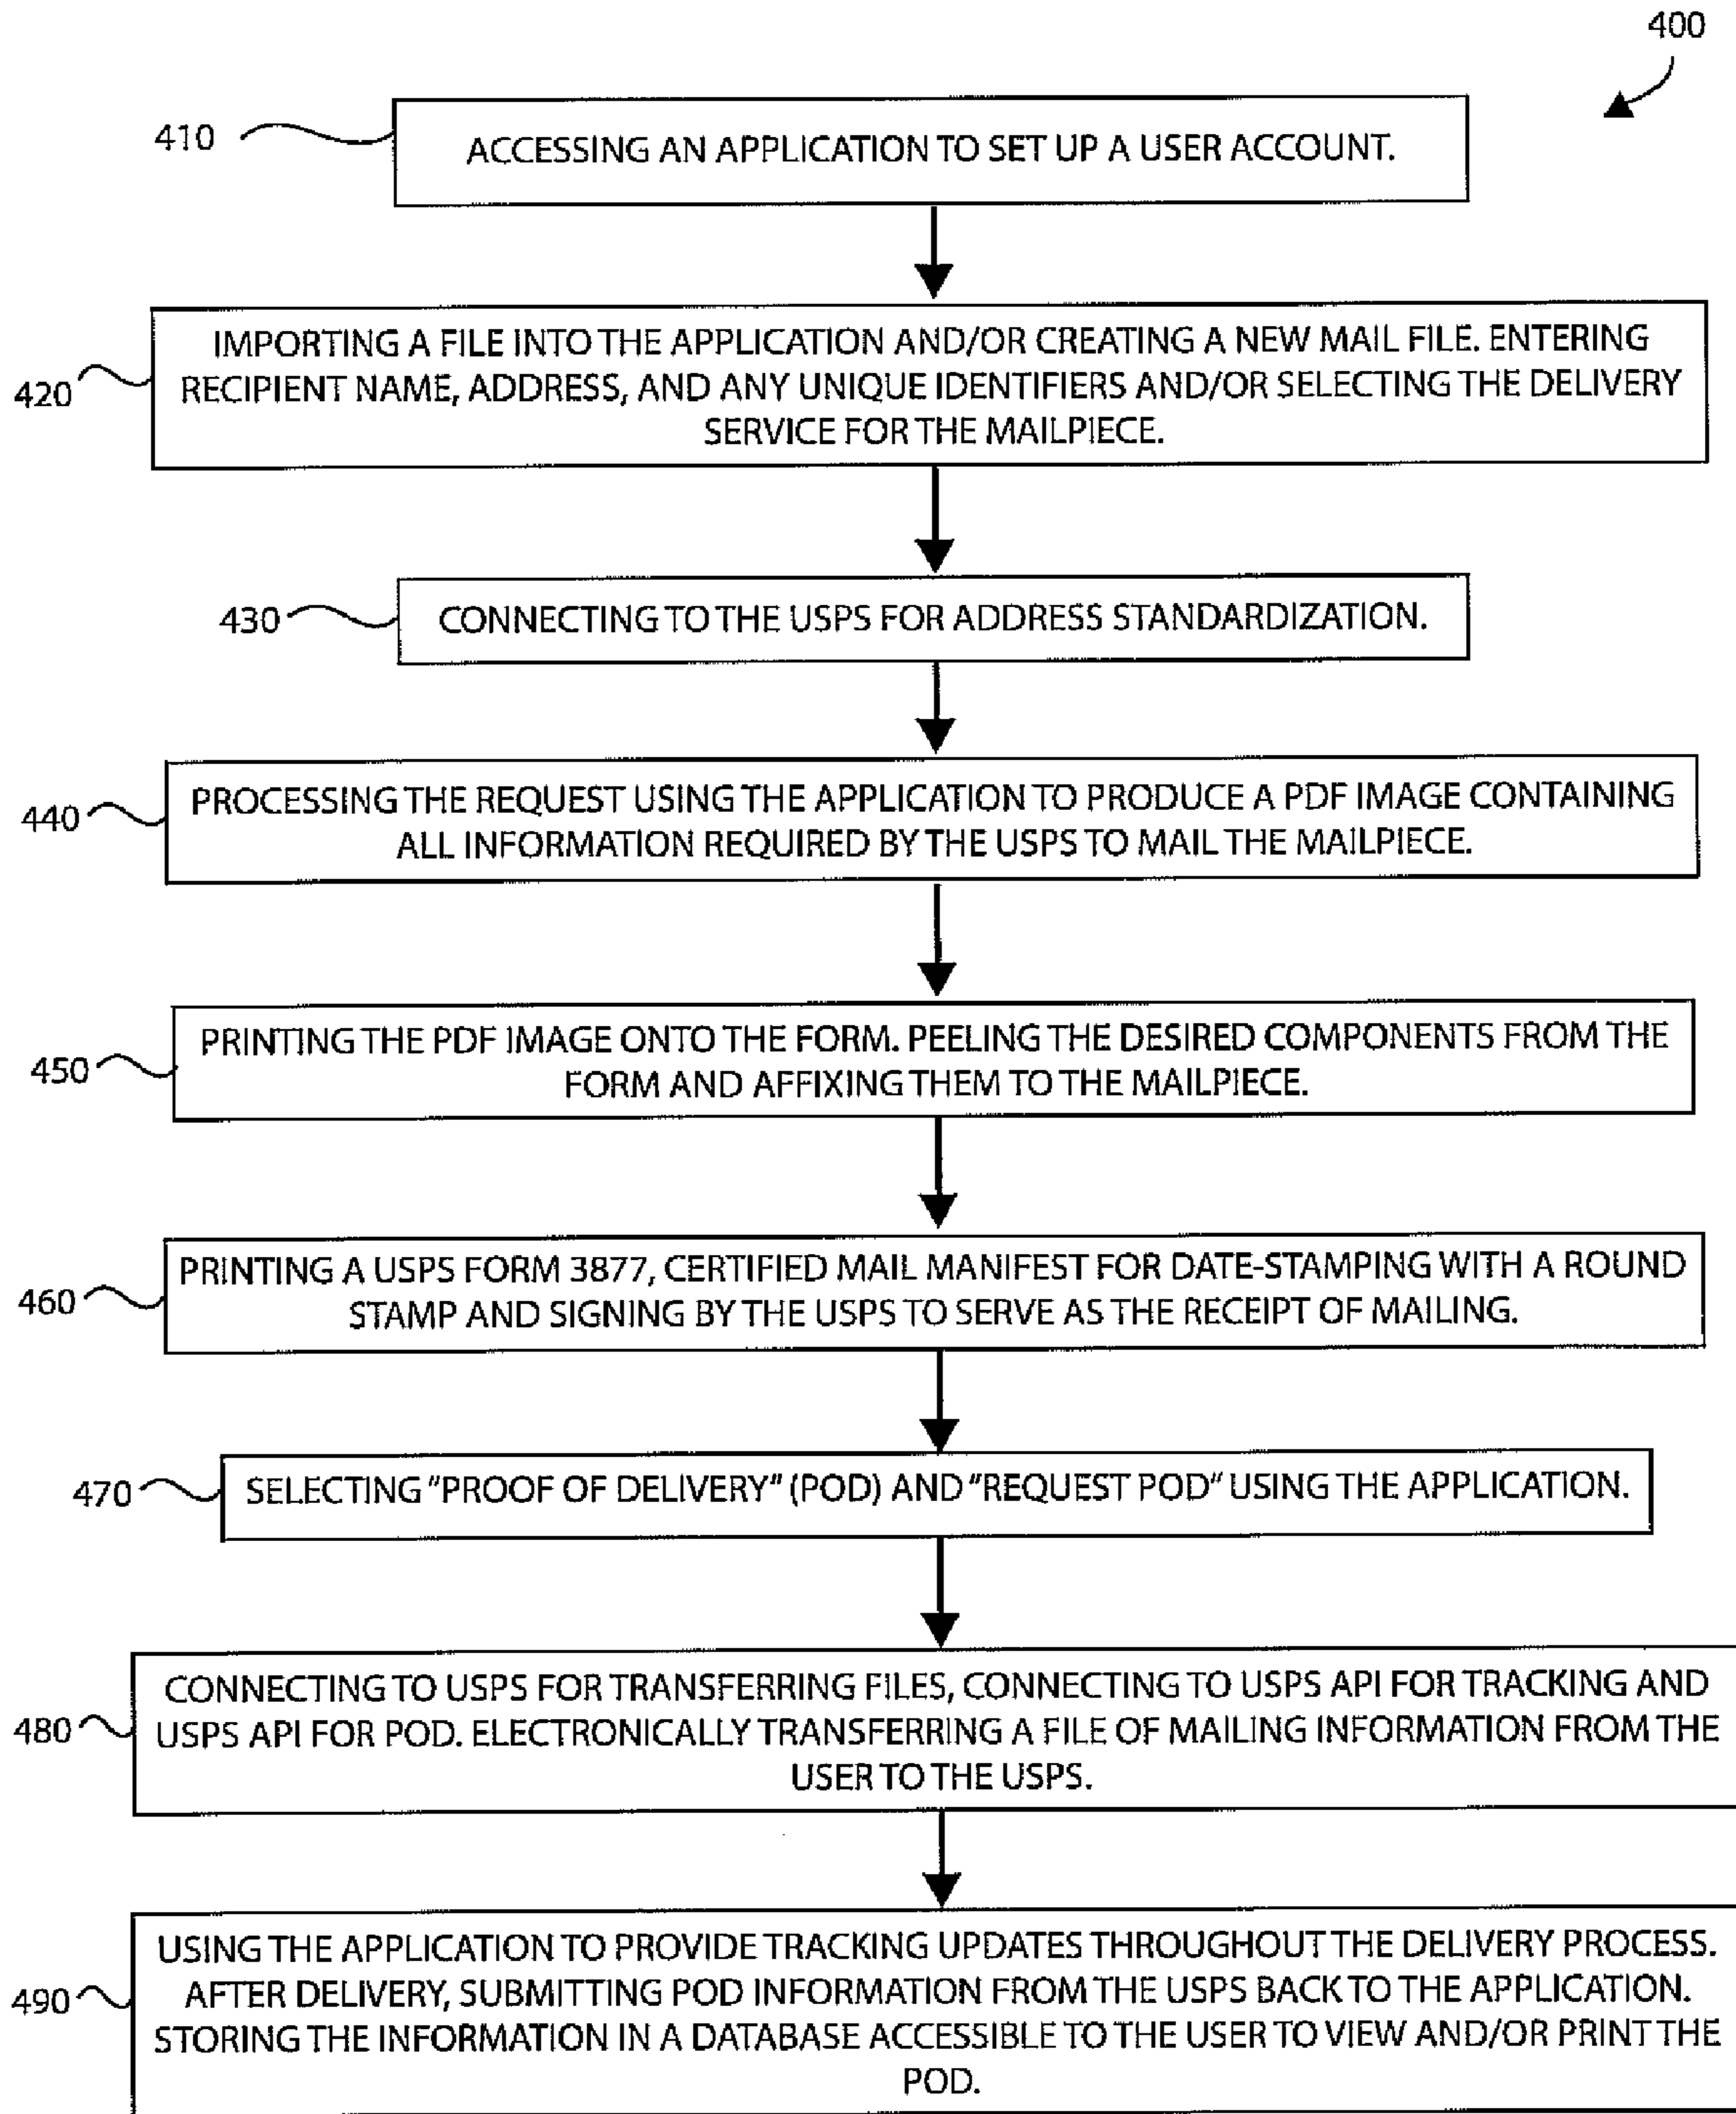 400
410
ACCESSING AN APPLICATION TO SET UP A USER ACCOUNT.
420
IMPORTING A FILE INTO THE APPLICATION AND/OR CREATING A NEW MAIL FILE. ENTERING
RECIPIENT NAME, ADDRESS, AND ANY UNIQUE IDENTIFIERS AND/OR SELECTING THE DELIVERY
SERVICE FOR THE MAILPIECE.
430
CONNECTING TO THE USPS FOR ADDRESS STANDARDIZATION.
440
PROCESSING THE REQUEST USING THE APPLICATION TO PRODUCE A PDF IMAGE CONTAINING
ALL INFORMATION REQUIRED BY THE USPS TO MAIL THE MAILPIECE.
450
PRINTING THE PDF IMAGE ONTO THE FORM. PEELING THE DESIRED COMPONENTS FROM THE
FORM AND AFFIXING THEM TO THE MAILPIECE.
460
PRINTING A USPS FORM 3877, CERTIFIED MAIL MANIFEST FOR DATE-STAMPING WITH A ROUND
STAMP AND SIGNING BY THE USPS TO SERVE AS THE RECEIPT OF MAILING.
470
SELECTING "PROOF OF DELIVERY" (POD) AND "REQUEST POD" USING THE APPLICATION.
480
CONNECTING TO USPS FOR TRANSFERRING FILES, CONNECTING TO USPS API FOR TRACKING AND
USPS API FOR POD. ELECTRONICALLY TRANSFERRING A FILE OF MAILING INFORMATION FROM THE
USER TO THE USPS.
490
USING THE APPLICATION TO PROVIDE TRACKING UPDATES THROUGHOUT THE DELIVERY PROCESS.
AFTER DELIVERY, SUBMITTING POD INFORMATION FROM THE USPS BACK TO THE APPLICATION.
STORING THE INFORMATION IN A DATABASE ACCESSIBLE TO THE USER TO VIEW AND/OR PRINT THE
POD.